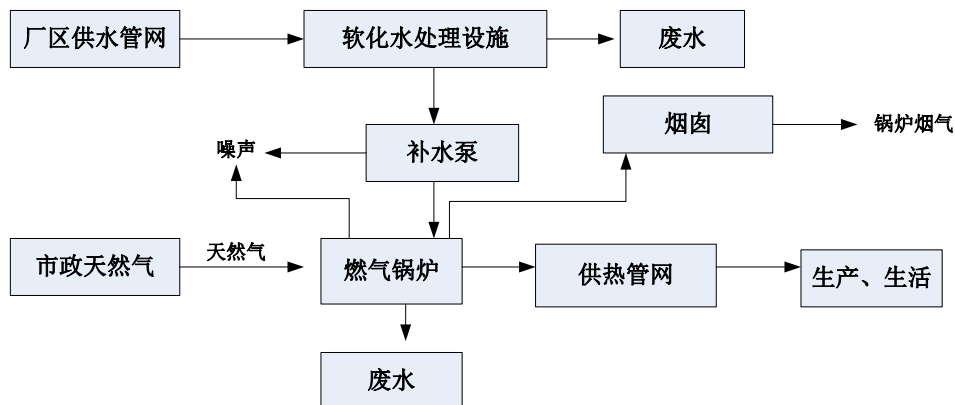 厂区供水管网
软化水处理设施
废水
烟囱
锅炉烟气
噪声
补水泵
市政天然气
天然气
燃气锅炉
供热管网
生产、生活
废水